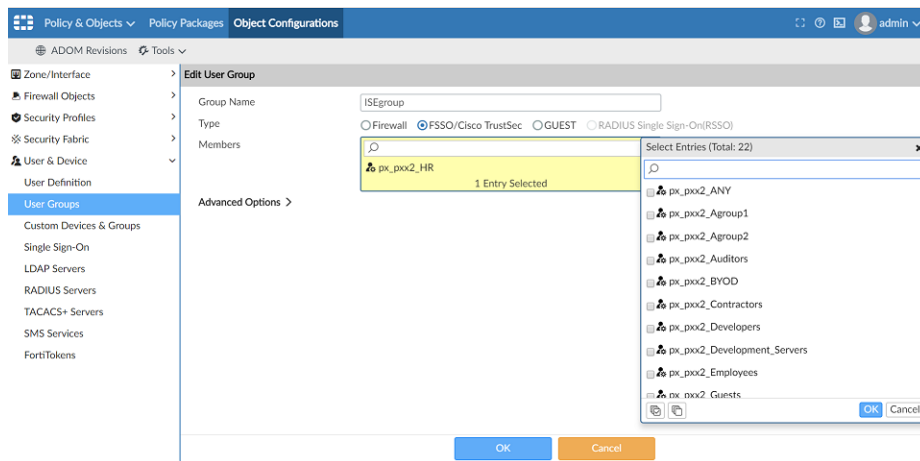 Policy & Objects Policy Packages Object Configurations admin
ADOM Revisions Tools
Zone/Interface
Firewall Objects
Security Profiles
Security Fabric
User & Device
User Definition
User Groups
Custom Devices & Groups
Single Sign-On
LDAP Servers
RADIUS Servers
TACACS+ Servers
SMS Services
FortiTokens
Edit User Group
Group Name ISEgroup
Type Firewall FSSO/Cisco TrustSec GUEST RADIUS Single Sign-On(RSSO)
Members
px_pxx2_HR
1 Entry Selected
Advanced Options >
Select Entries (Total: 22)
px_pxx2_ANY
px_pxx2_Agroup1
px_pxx2_Agroup2
px_pxx2_Auditors
px_pxx2_BYOD
px_pxx2_Contractors
px_pxx2_Developers
px_pxx2_Development_Servers
px_pxx2_Employees
px_pxx2_Guests
OK Cancel
OK Cancel